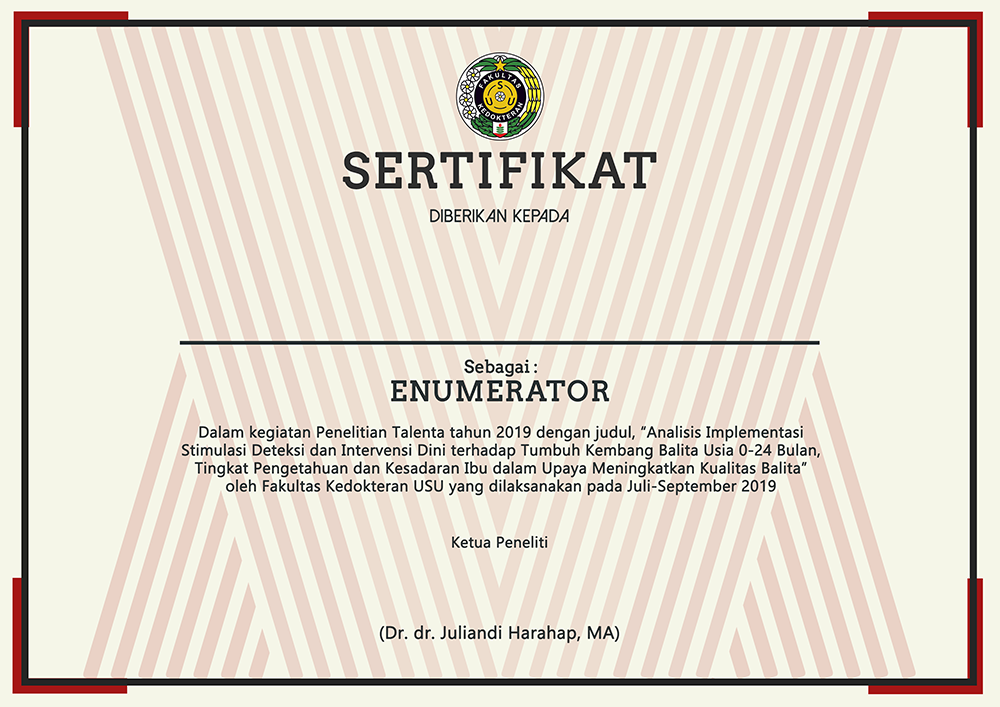 FAKULTAS
USU
KEDOKTERAN
SERTIFIKAT
DIBERIKAN KEPADA
Sebagai :
ENUMERATOR
Dalam kegiatan Penelitian Talenta tahun 2019 dengan judul, “Analisis Implementasi
Stimulasi Deteksi dan Intervensi Dini terhadap Tumbuh Kembang Balita Usia 0-24 Bulan,
Tingkat Pengetahuan dan Kesadaran Ibu dalam Upaya Meningkatkan Kualitas Balita”
oleh Fakultas Kedokteran USU yang dilaksanakan pada Juli-September 2019
Ketua Peneliti
(Dr. dr. Juliandi Harahap, MA)